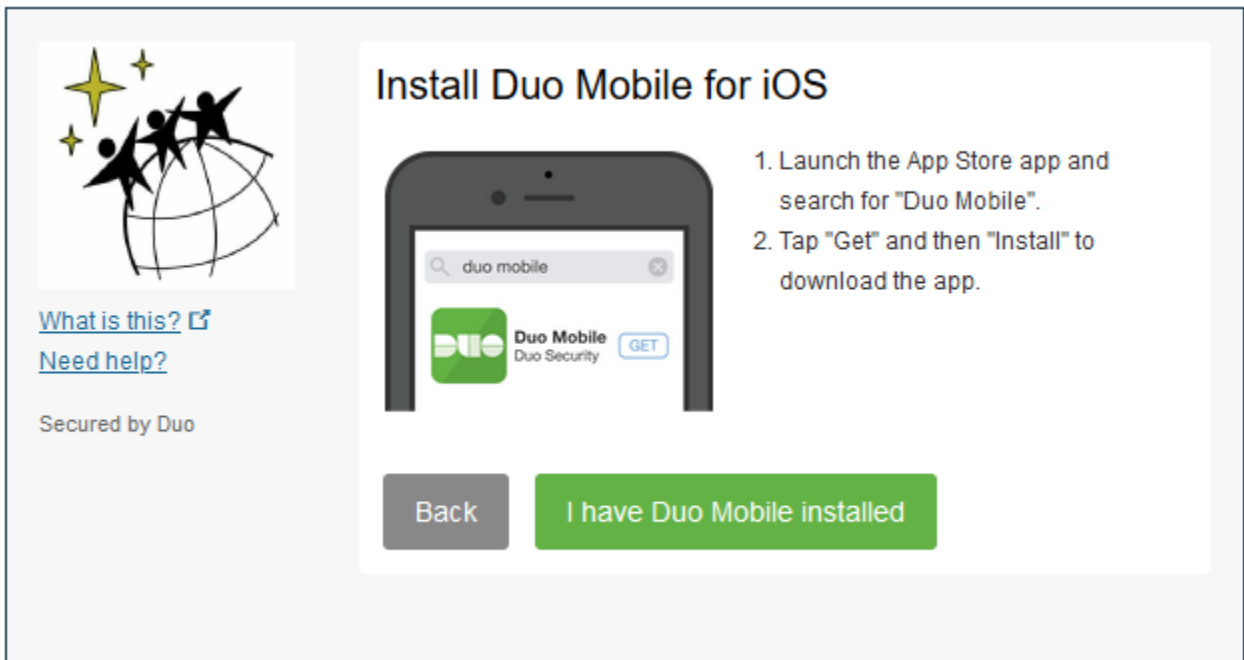 Install Duo Mobile for iOS
1. Launch the App Store app and
search for "Duo Mobile".
2. Tap "Get" and then "Install" to
download the app.
duo mobile
DUO
Duo Mobile
Duo Security
GET
What is this?
Need help?
Secured by Duo
Back
I have Duo Mobile installed